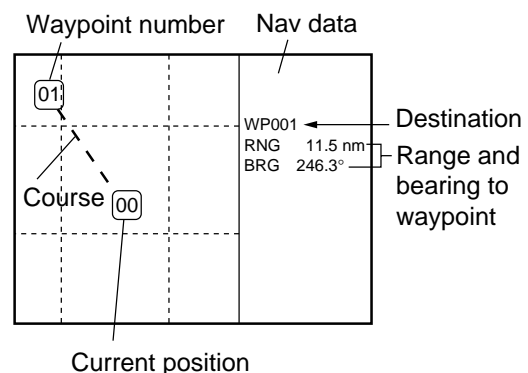 Waypoint number
Nav data
01
WP001
Destination
RNG 11.5 nm
BRG 246.3°
Range and
bearing to
waypoint
Course
00
Current position